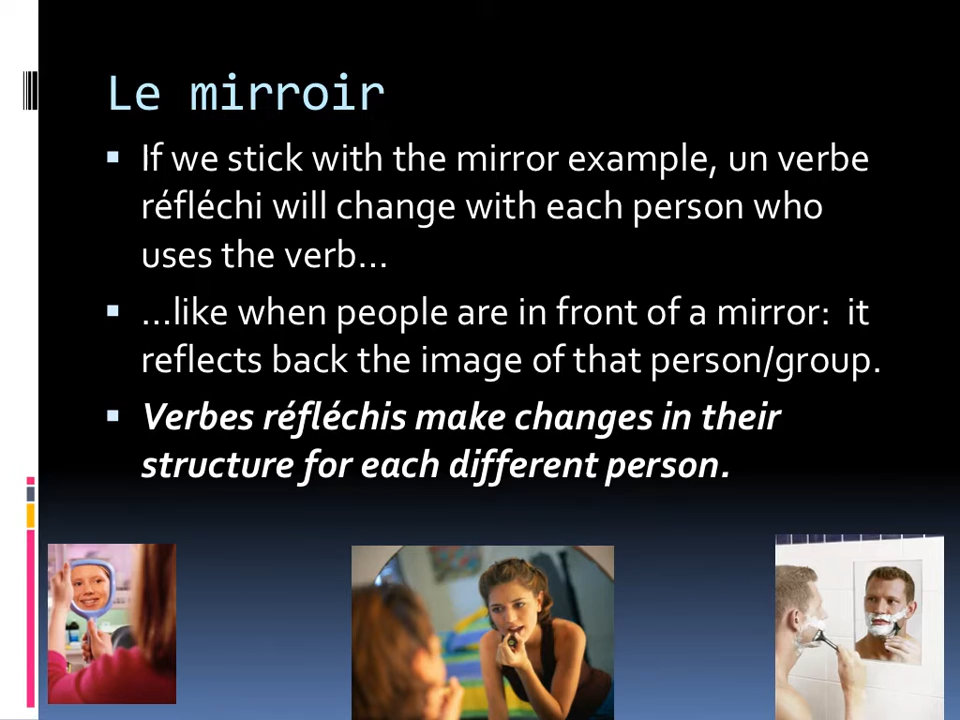 Le mirroir
If we stick with the mirror example, un verbe
réfléchi will change with each person who
uses the verb…
…like when people are in front of a mirror:  it
reflects back the image of that person/group.
Verbes réfléchis make changes in their
structure for each different person.